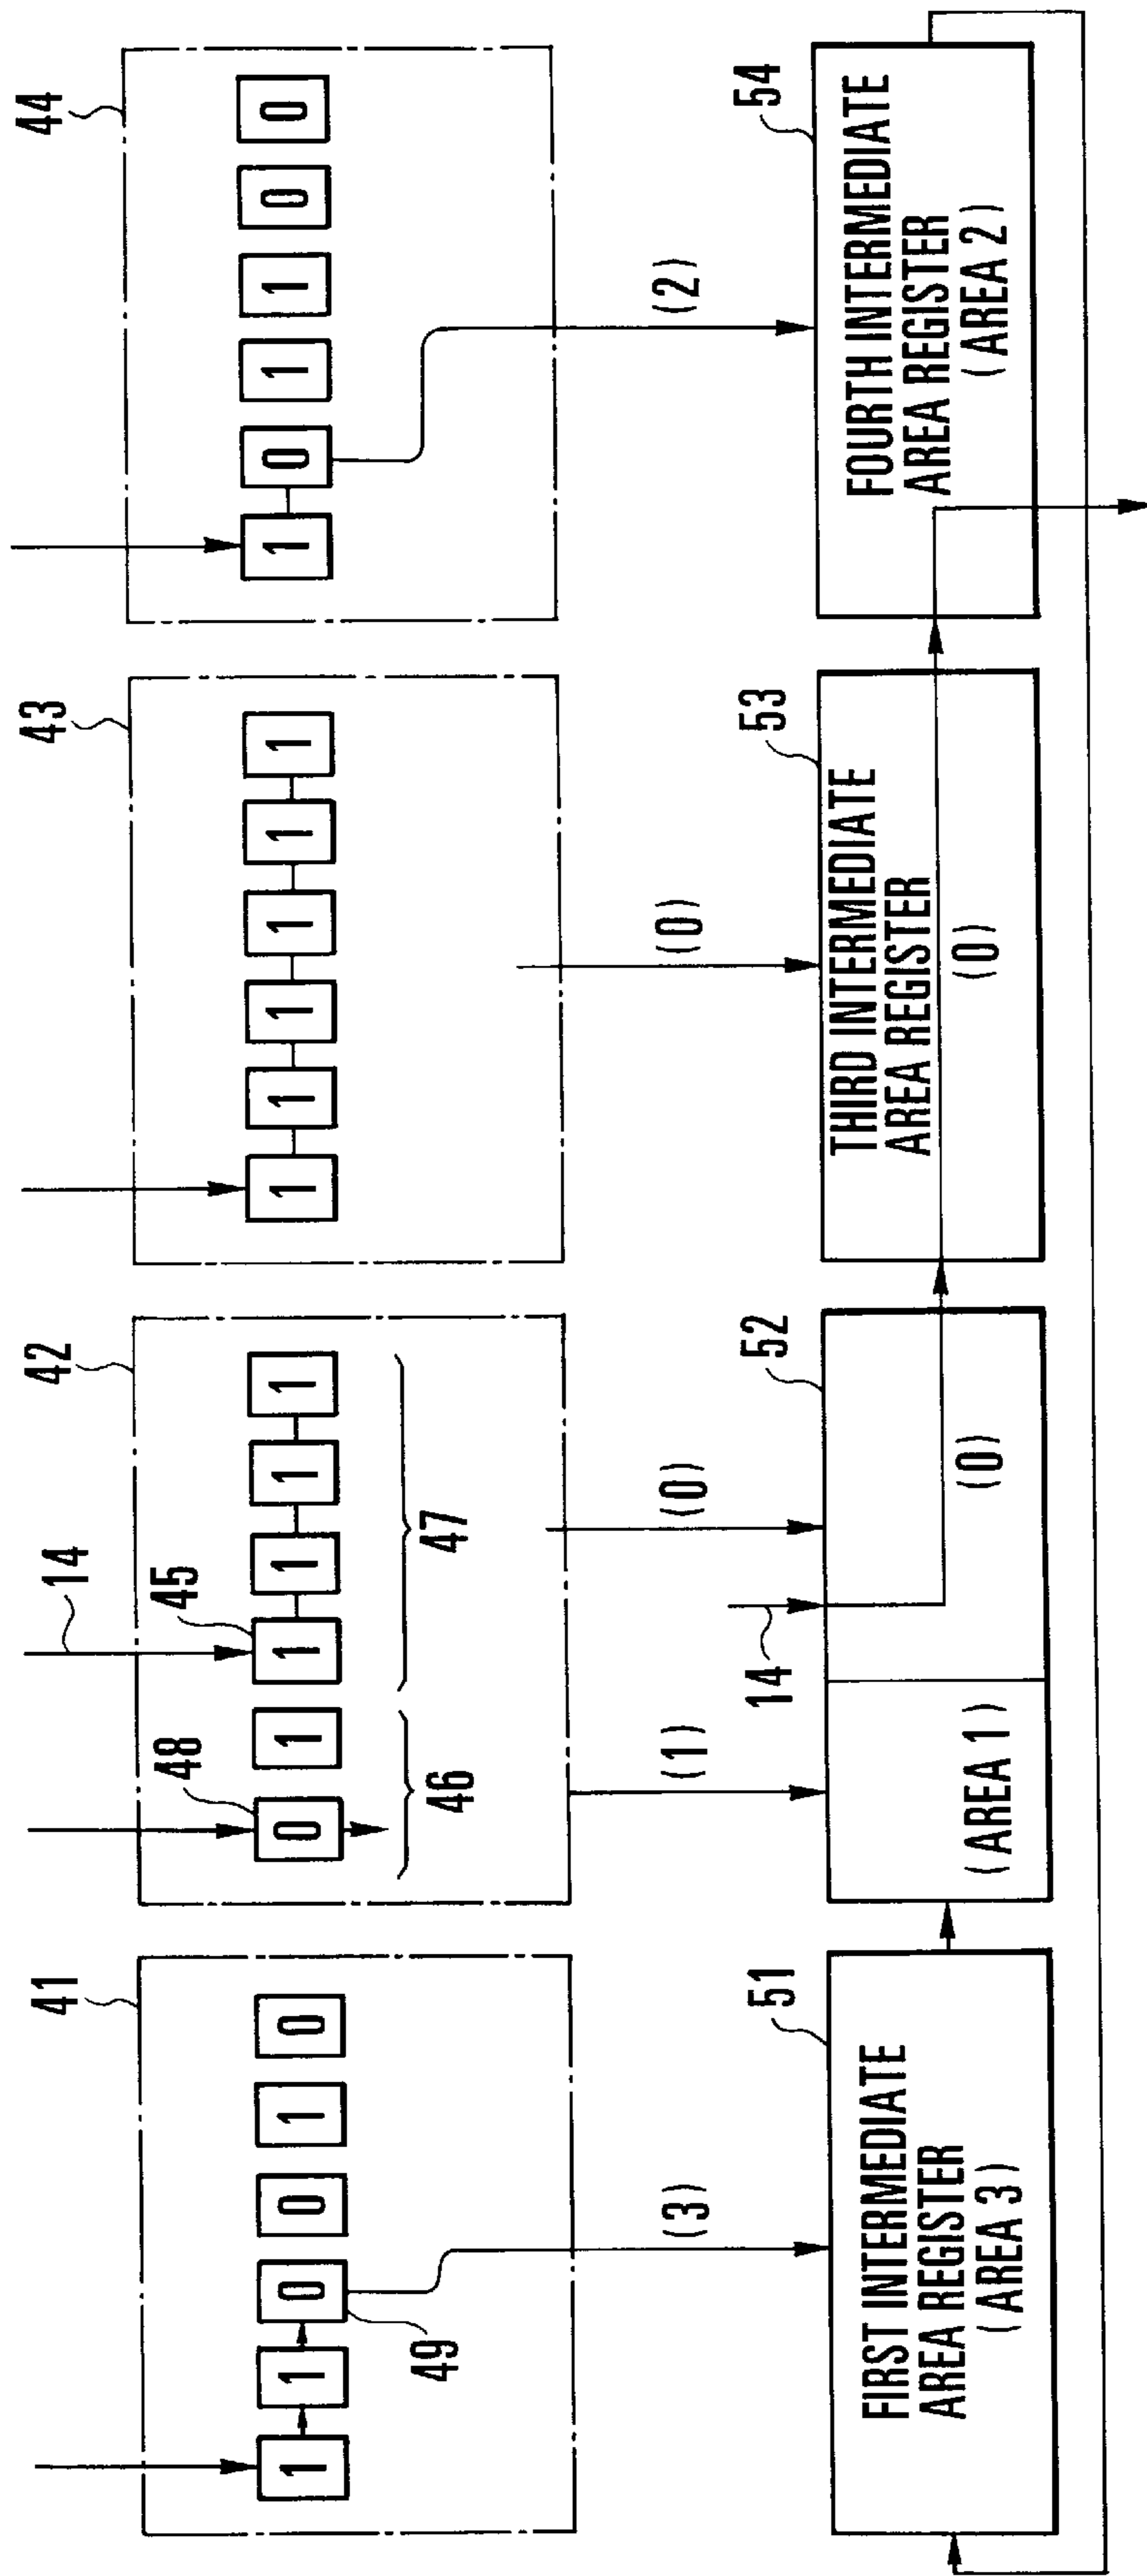 41
42
43
44
14
45
48
1 1 0 0 1 0
0 1 1 1 1 1
1 1 1 1 1 1
1 0 1 1 0 0
49
46
47
(3)
(1)
(0)
(0)
(2)
14
51
52
53
54
FIRST INTERMEDIATE
AREA REGISTER
(AREA 3)
(AREA 1)
(0)
THIRD INTERMEDIATE
AREA REGISTER
(0)
FOURTH INTERMEDIATE
AREA REGISTER
(AREA 2)